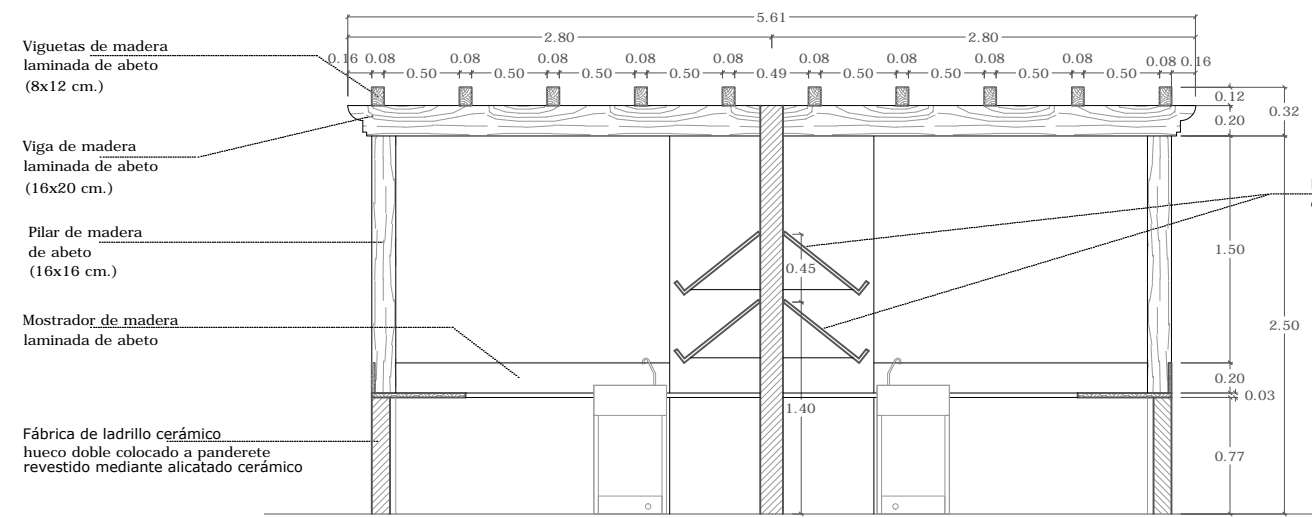 5.61
2.80 2.80
0.16 0.08 0.08 0.08 0.08 0.08 0.08 0.08 0.08 0.08 0.08 0.16
0.50 0.50 0.50 0.50 0.49 0.50 0.50 0.50 0.50
Viguetas de madera
laminada de abeto
(8x12 cm.)
0.12
0.32
0.20
Viga de madera
laminada de abeto
(16x20 cm.)
Pilar de madera
de abeto
(16x16 cm.)
0.45
1.50
2.50
Mostrador de madera
laminada de abeto
0.20
0.03
1.40
Fábrica de ladrillo cerámico
hueco doble colocado a panderete
revestido mediante alicatado cerámico
0.77